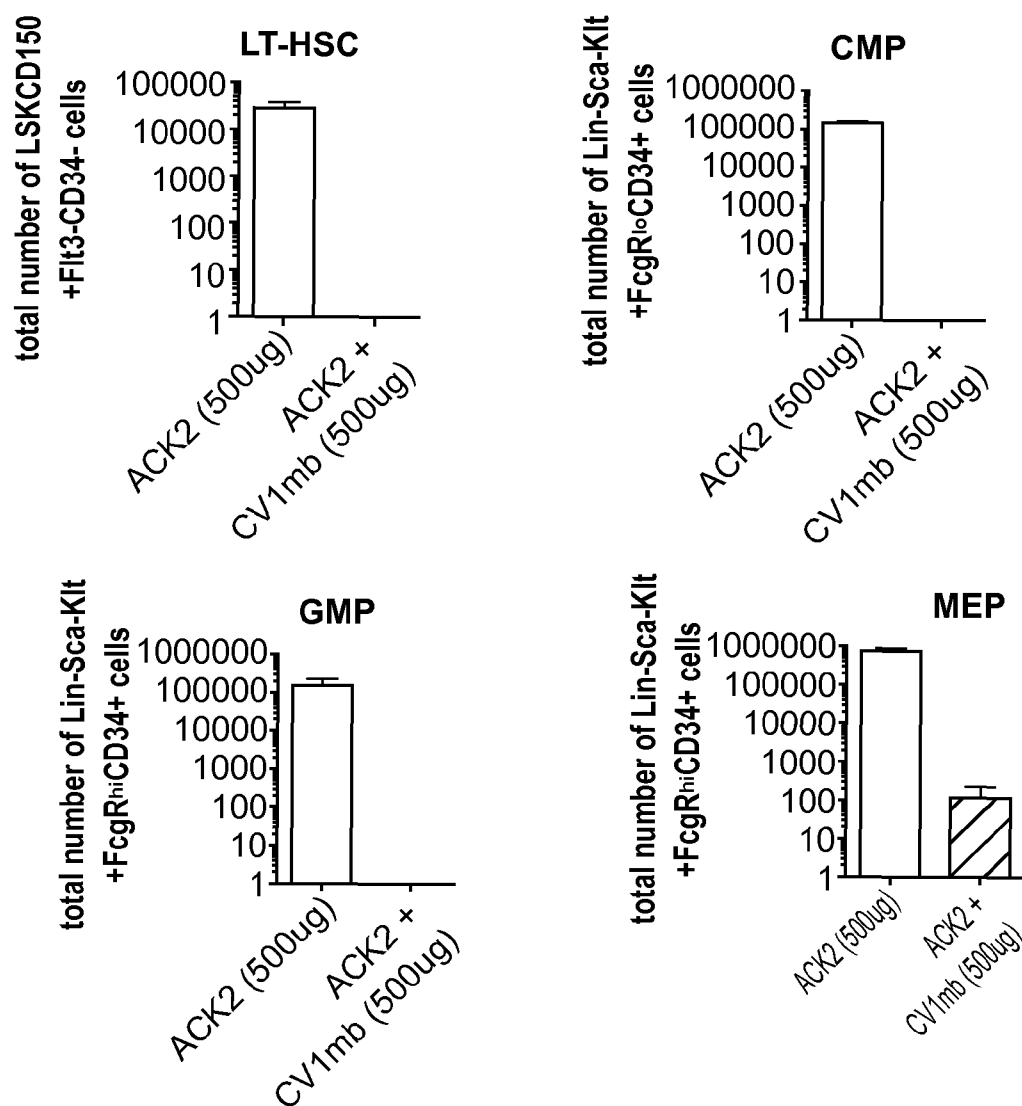 LT-HSC
total number of LSKCD150
+Flt3-CD34- cells
100000
10000
1000
100
10
1
ACK2 (500ug)
ACK2 +
CV1mb (500ug)
CMP
total number of Lin-Sca-KIt
+FcgRloCD34+ cells
1000000
100000
10000
1000
100
10
1
ACK2 (500ug)
ACK2 +
CV1mb (500ug)
GMP
total number of Lin-Sca-KIt
+FcgRhiCD34+ cells
1000000
100000
10000
1000
100
10
1
ACK2 (500ug)
ACK2 +
CV1mb (500ug)
MEP
total number of Lin-Sca-KIt
+FcgRhiCD34+ cells
1000000
100000
10000
1000
100
10
1
ACK2 (500ug)
ACK2 +
CV1mb (500ug)